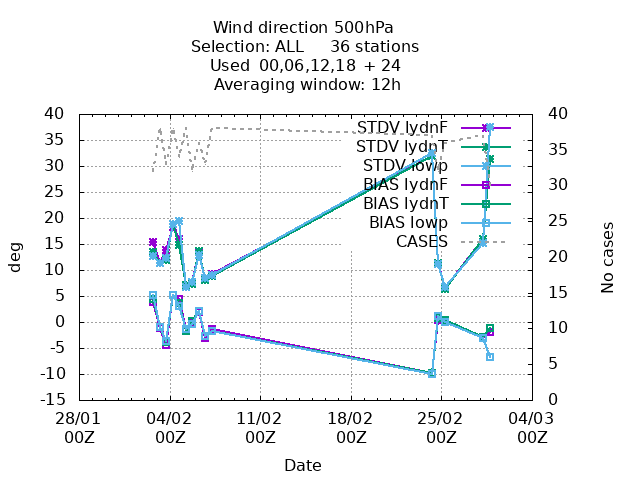 Wind direction 500hPa
Selection: ALL 36 stations
Used 00,06,12,18 + 24
Averaging window: 12h
40
35
30
25
20
15
10
5
0
-5
-10
-15
deg
40
35
30
25
20
15
10
5
0
No cases
STDV lydnF
STDV lydnT
STDV lowp
BIAS lydnF
BIAS lydnT
BIAS lowp
CASES
28/01 04/02 11/02 18/02 25/02 04/03
00Z 00Z 00Z 00Z 00Z 00Z
Date